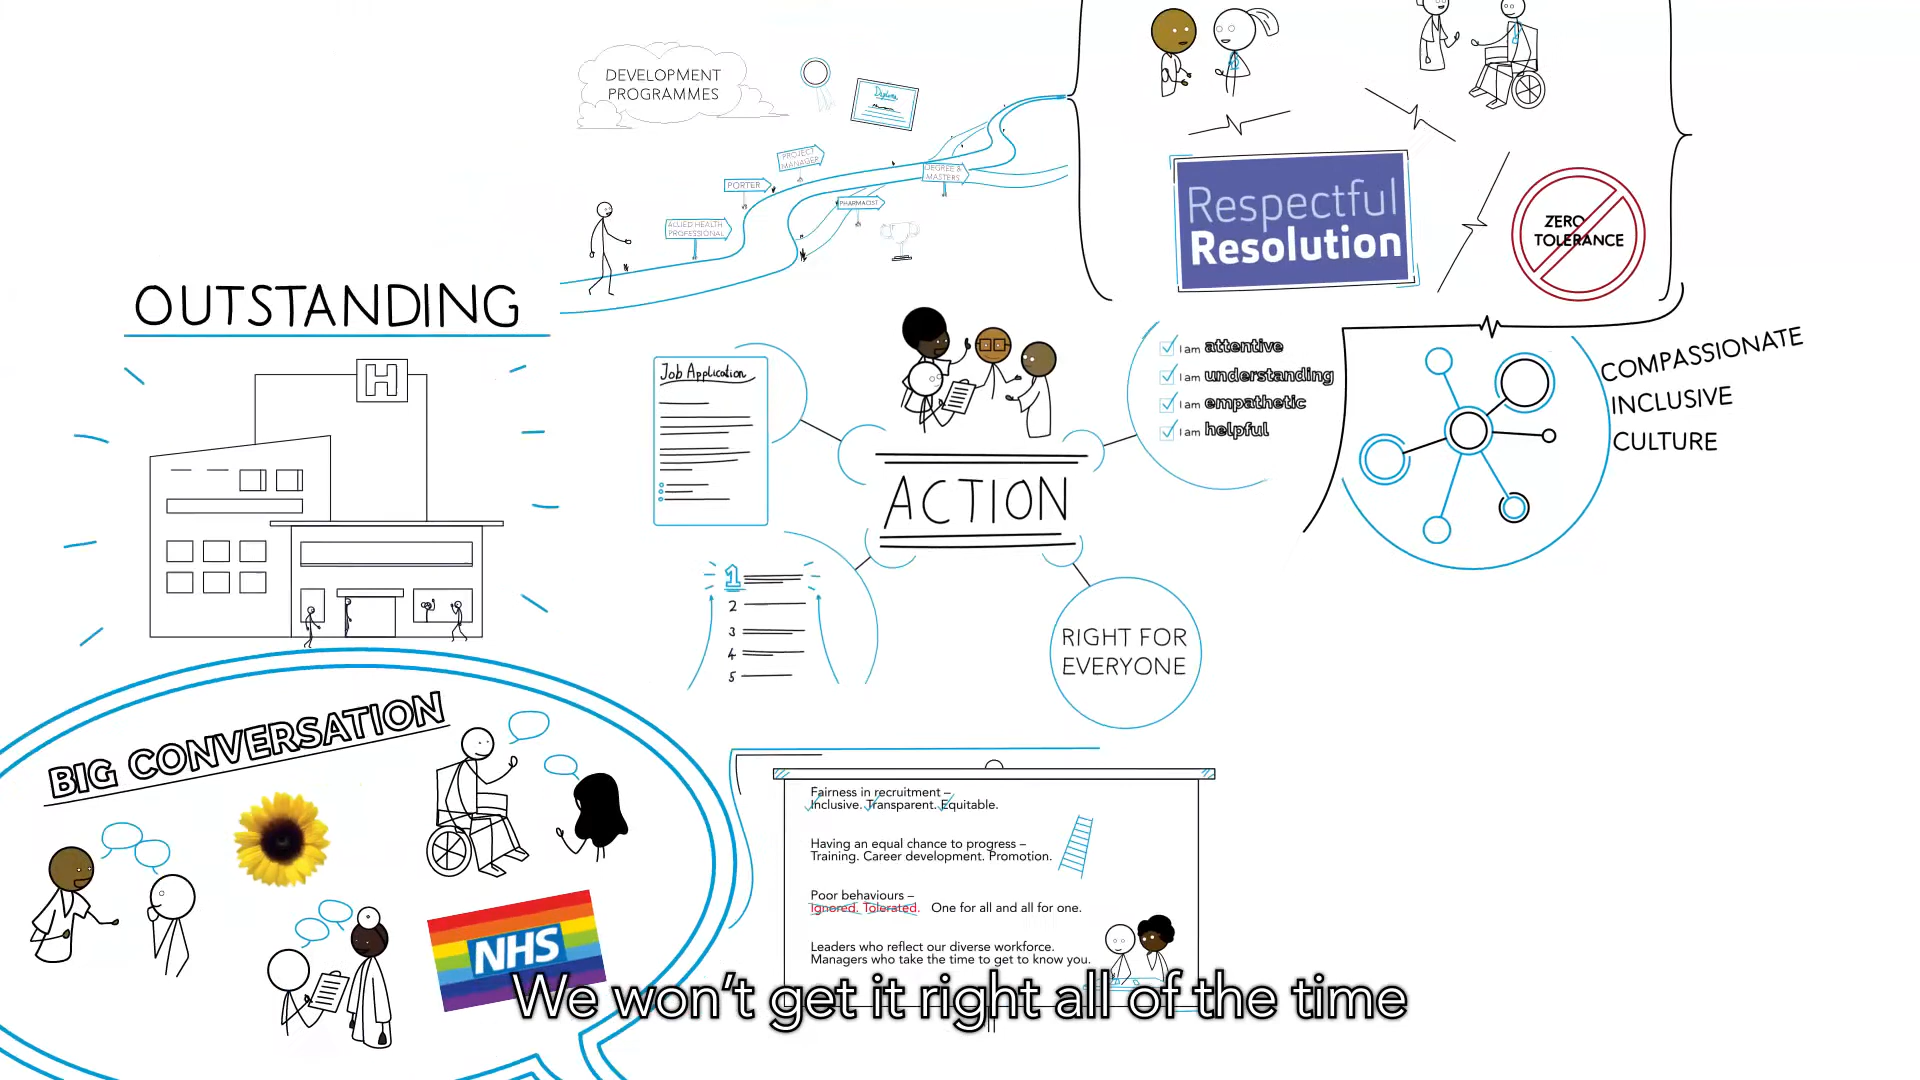 DEVELOPMENT
PROGRAMMES
Diploma
PROJECT
MANAGER
PORTER
DEGREE &
MASTERS
PHARMACIST
ALLIED HEALTH
PROFESSIONAL
Respectful
Resolution
ZERO
TOLERANCE
OUTSTANDING
H
Job Application
I am attentive
I am understanding
I am empathetic
I am helpful
COMPASSIONATE
INCLUSIVE
CULTURE
ACTION
1
2
3
4
5
RIGHT FOR
EVERYONE
BIG CONVERSATION
NHS
Fairness in recruitment –
Inclusive. Transparent. Equitable.
Having an equal chance to progress –
Training. Career development. Promotion.
Poor behaviours –
Ignored. Tolerated. One for all and all for one.
Leaders who reflect our diverse workforce.
Managers who take the time to get to know you.
We won't get it right all of the time